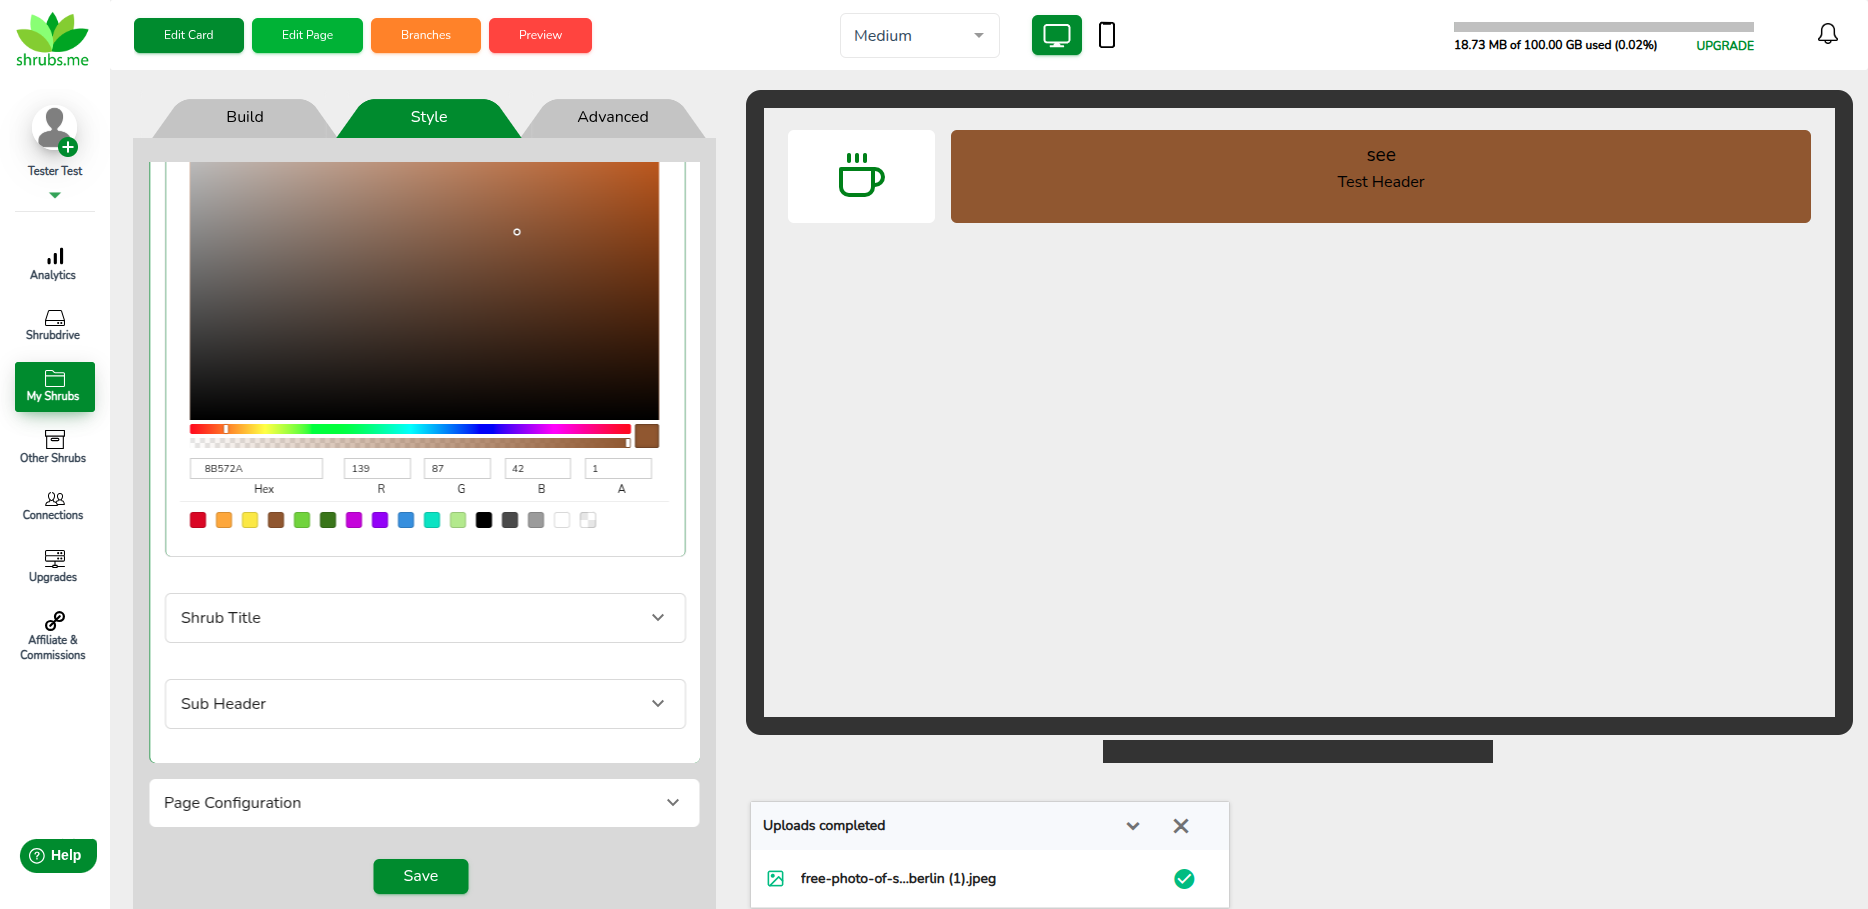 shrubs.me
Edit Card
Edit Page
Branches
Preview
Medium
18.73 MB of 100.00 GB used (0.02%)
UPGRADE
Tester Test
Analytics
Shrubdrive
My Shrubs
Other Shrubs
Connections
Upgrades
Affiliate &
Commissions
Help
Build
Style
Advanced
8B572A
139
87
42
1
Hex
R
G
B
A
Shrub Title
Sub Header
Page Configuration
Save
see
Test Header
Uploads completed
free-photo-of-s...berlin (1).jpeg